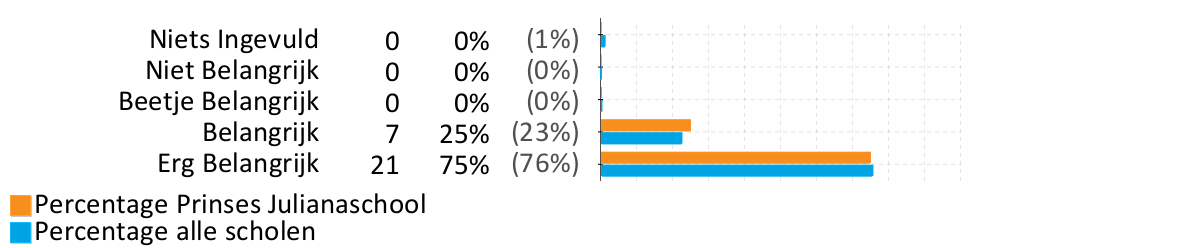 Niets Ingevuld 0 0% (1%)
Niet Belangrijk 0 0% (0%)
Beetje Belangrijk 0 0% (0%)
Belangrijk 7 25% (23%)
Erg Belangrijk 21 75% (76%)
Percentage Prinses Julianaschool
Percentage alle scholen